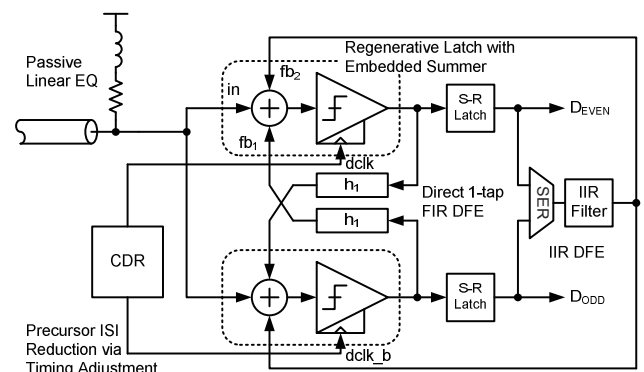 Passive
Linear EQ
Regenerative Latch with
Embedded Summer
fb2
in
fb1
S-R
Latch
DEVEN
dclk
h1
h1
Direct 1-tap
FIR DFE
SER
IIR
Filter
IIR DFE
CDR
S-R
Latch
DODD
dclk_b
Precursor ISI
Reduction via
Timing Adjustment